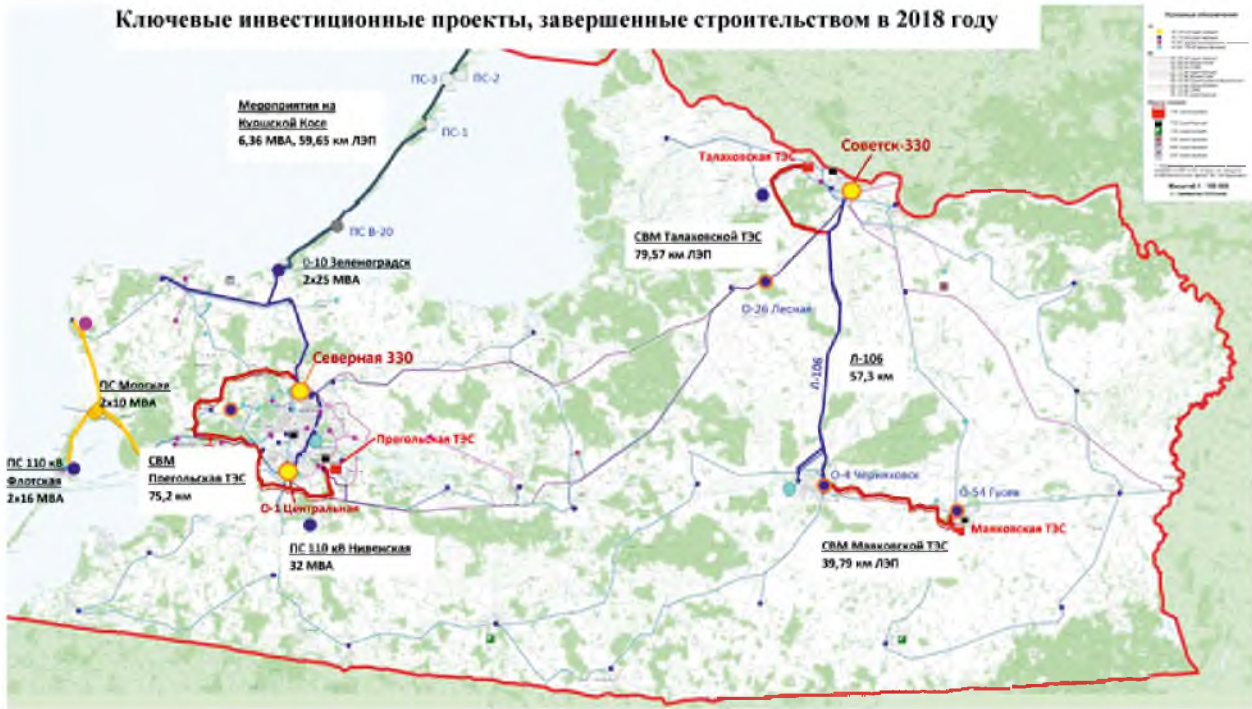 Ключевые инвестиционные проекты, завершенные строительством в 2018 году
Условные обозначения
ПС-3
ПС-2
Мероприятия на
Куршской Косе
6,36 МВА, 59,65 км ЛЭП
ПС-1
Советск-330
Талаховская ТЭС
ПС В-20
СВМ Талаховской ТЭС
79,57 км ЛЭП
О-10 Зеленоградск
2х25 МВА
О-26 Лесная
Северная 330
Л-106
Л-106
57,3 км
ПС Морская
2х10 МВА
Прегольская ТЭС
ПС 110 кВ
Флотская
2х16 МВА
СВМ
Прегольская ТЭС
75,2 км
О-4 Черняховск
О-54 Гусев
О-1 Центральная
Маяковская ТЭС
ПС 110 кВ Нивенская
32 МВА
СВМ Маяковской ТЭС
39,79 км ЛЭП